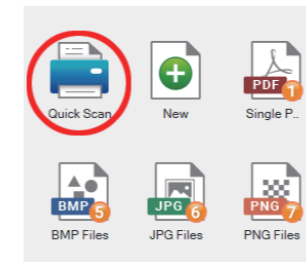 PDF
1
Quick Scan
New
Single P..
BMP
5
JPG
6
PNG
7
BMP Files
JPG Files
PNG Files